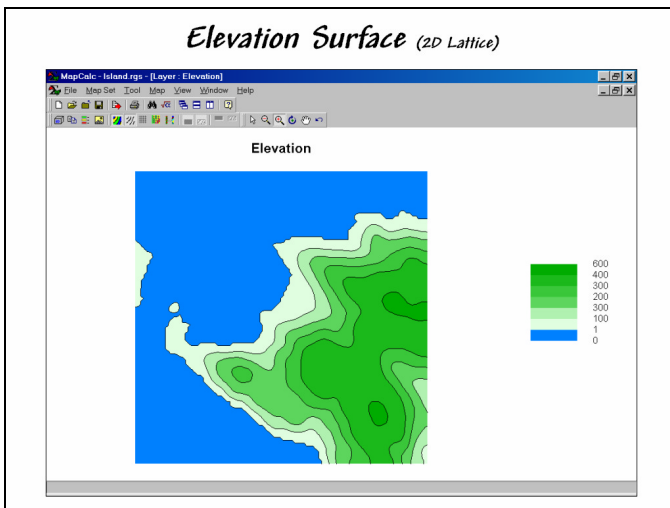 Elevation Surface (2D Lattice)
MapCalc - Island.rgs - [Layer : Elevation]
File Map Set Tool Map View Window Help
Elevation
600
400
300
200
300
100
1
0